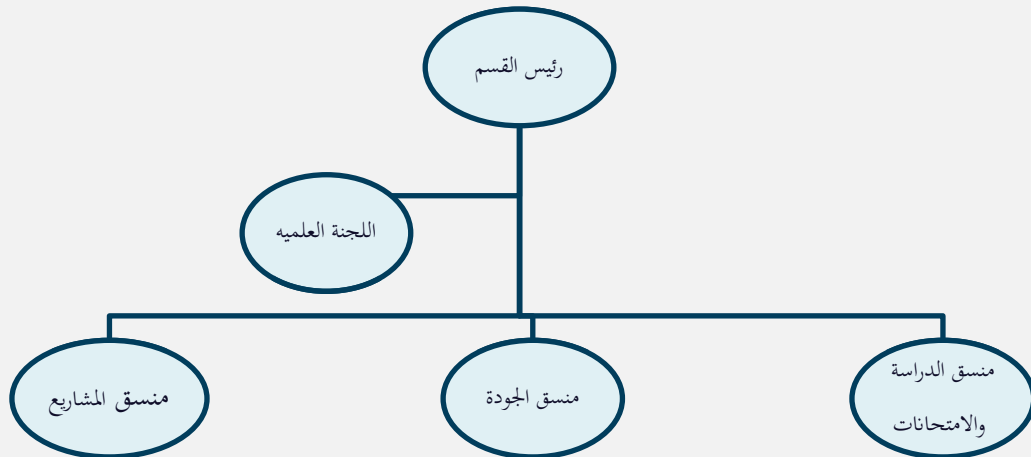 رئيس القسم
اللجنة العلميه
منسق الدراسة
والامتحانات
منسق الجودة
منسق المشاريع